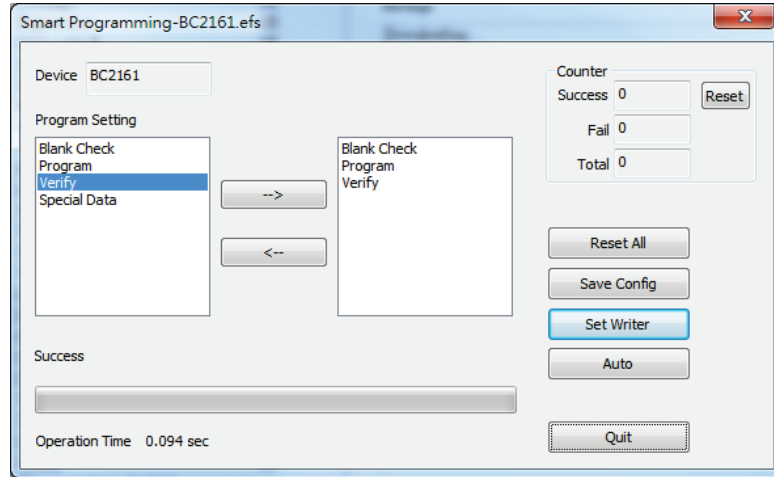 Smart Programming-BC2161.efs
Device BC2161
Program Setting
Blank Check
Program
Verify
Special Data
-->
<--
Blank Check
Program
Verify
Counter
Success 0 Reset
Fail 0
Total 0
Reset All
Save Config
Set Writer
Auto
Quit
Success
Operation Time 0.094 sec